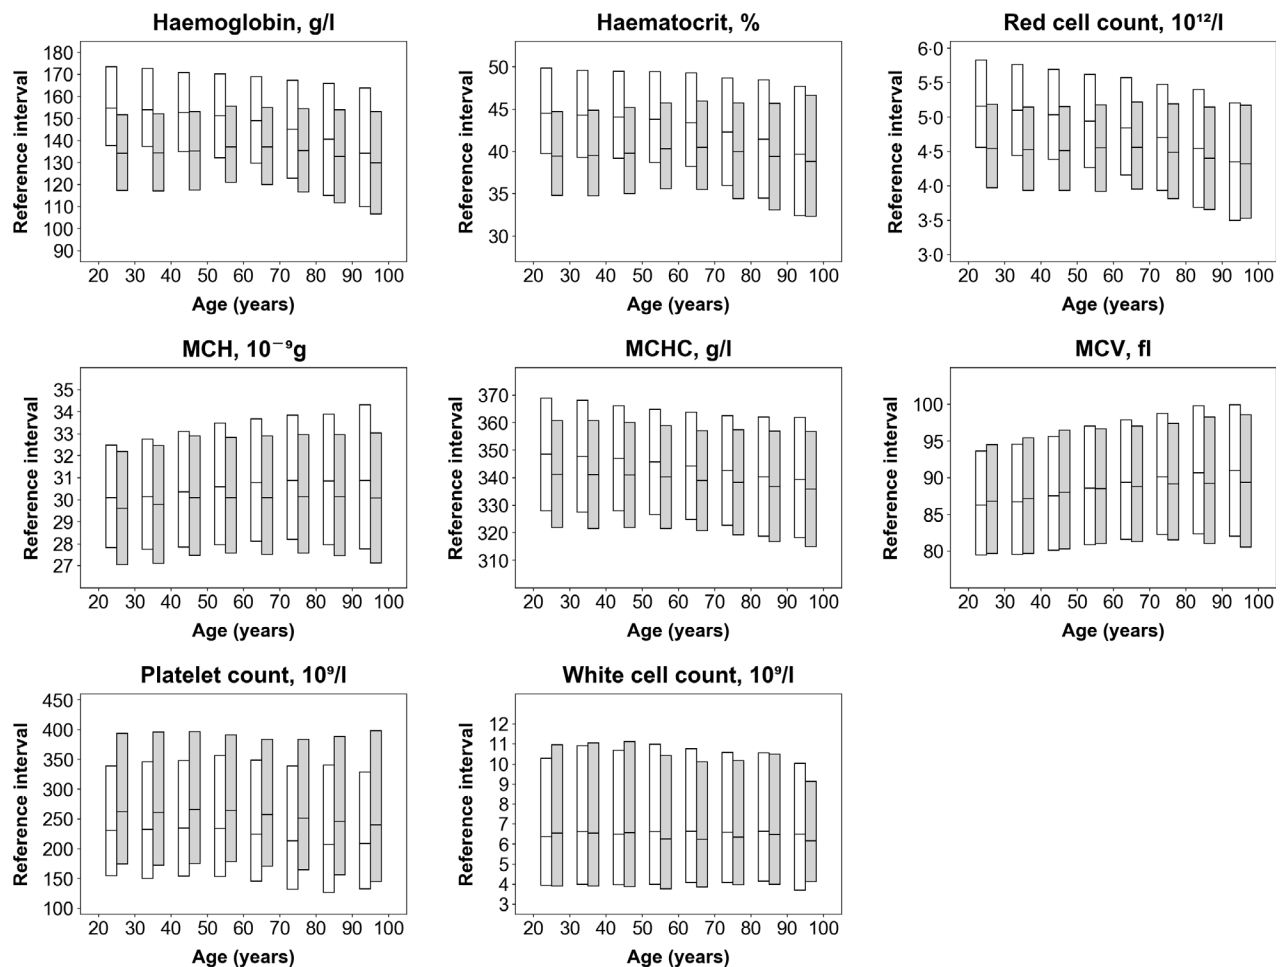 Haemoglobin, g/l
Reference interval
180
170
160
150
140
130
120
110
100
90
20 30 40 50 60 70 80 90 100
Age (years)
Haematocrit, %
Reference interval
50
45
40
35
30
20 30 40 50 60 70 80 90 100
Age (years)
Red cell count, 10¹²/l
Reference interval
6·0
5·5
5·0
4·5
4·0
3·5
3·0
20 30 40 50 60 70 80 90 100
Age (years)
MCH, 10⁻⁹g
Reference interval
35
34
33
32
31
30
29
28
27
20 30 40 50 60 70 80 90 100
Age (years)
MCHC, g/l
Reference interval
370
360
350
340
330
320
310
20 30 40 50 60 70 80 90 100
Age (years)
MCV, fl
Reference interval
100
95
90
85
80
20 30 40 50 60 70 80 90 100
Age (years)
Platelet count, 10⁹/l
Reference interval
450
400
350
300
250
200
150
100
20 30 40 50 60 70 80 90 100
Age (years)
White cell count, 10⁹/l
Reference interval
12
11
10
9
8
7
6
5
4
3
20 30 40 50 60 70 80 90 100
Age (years)